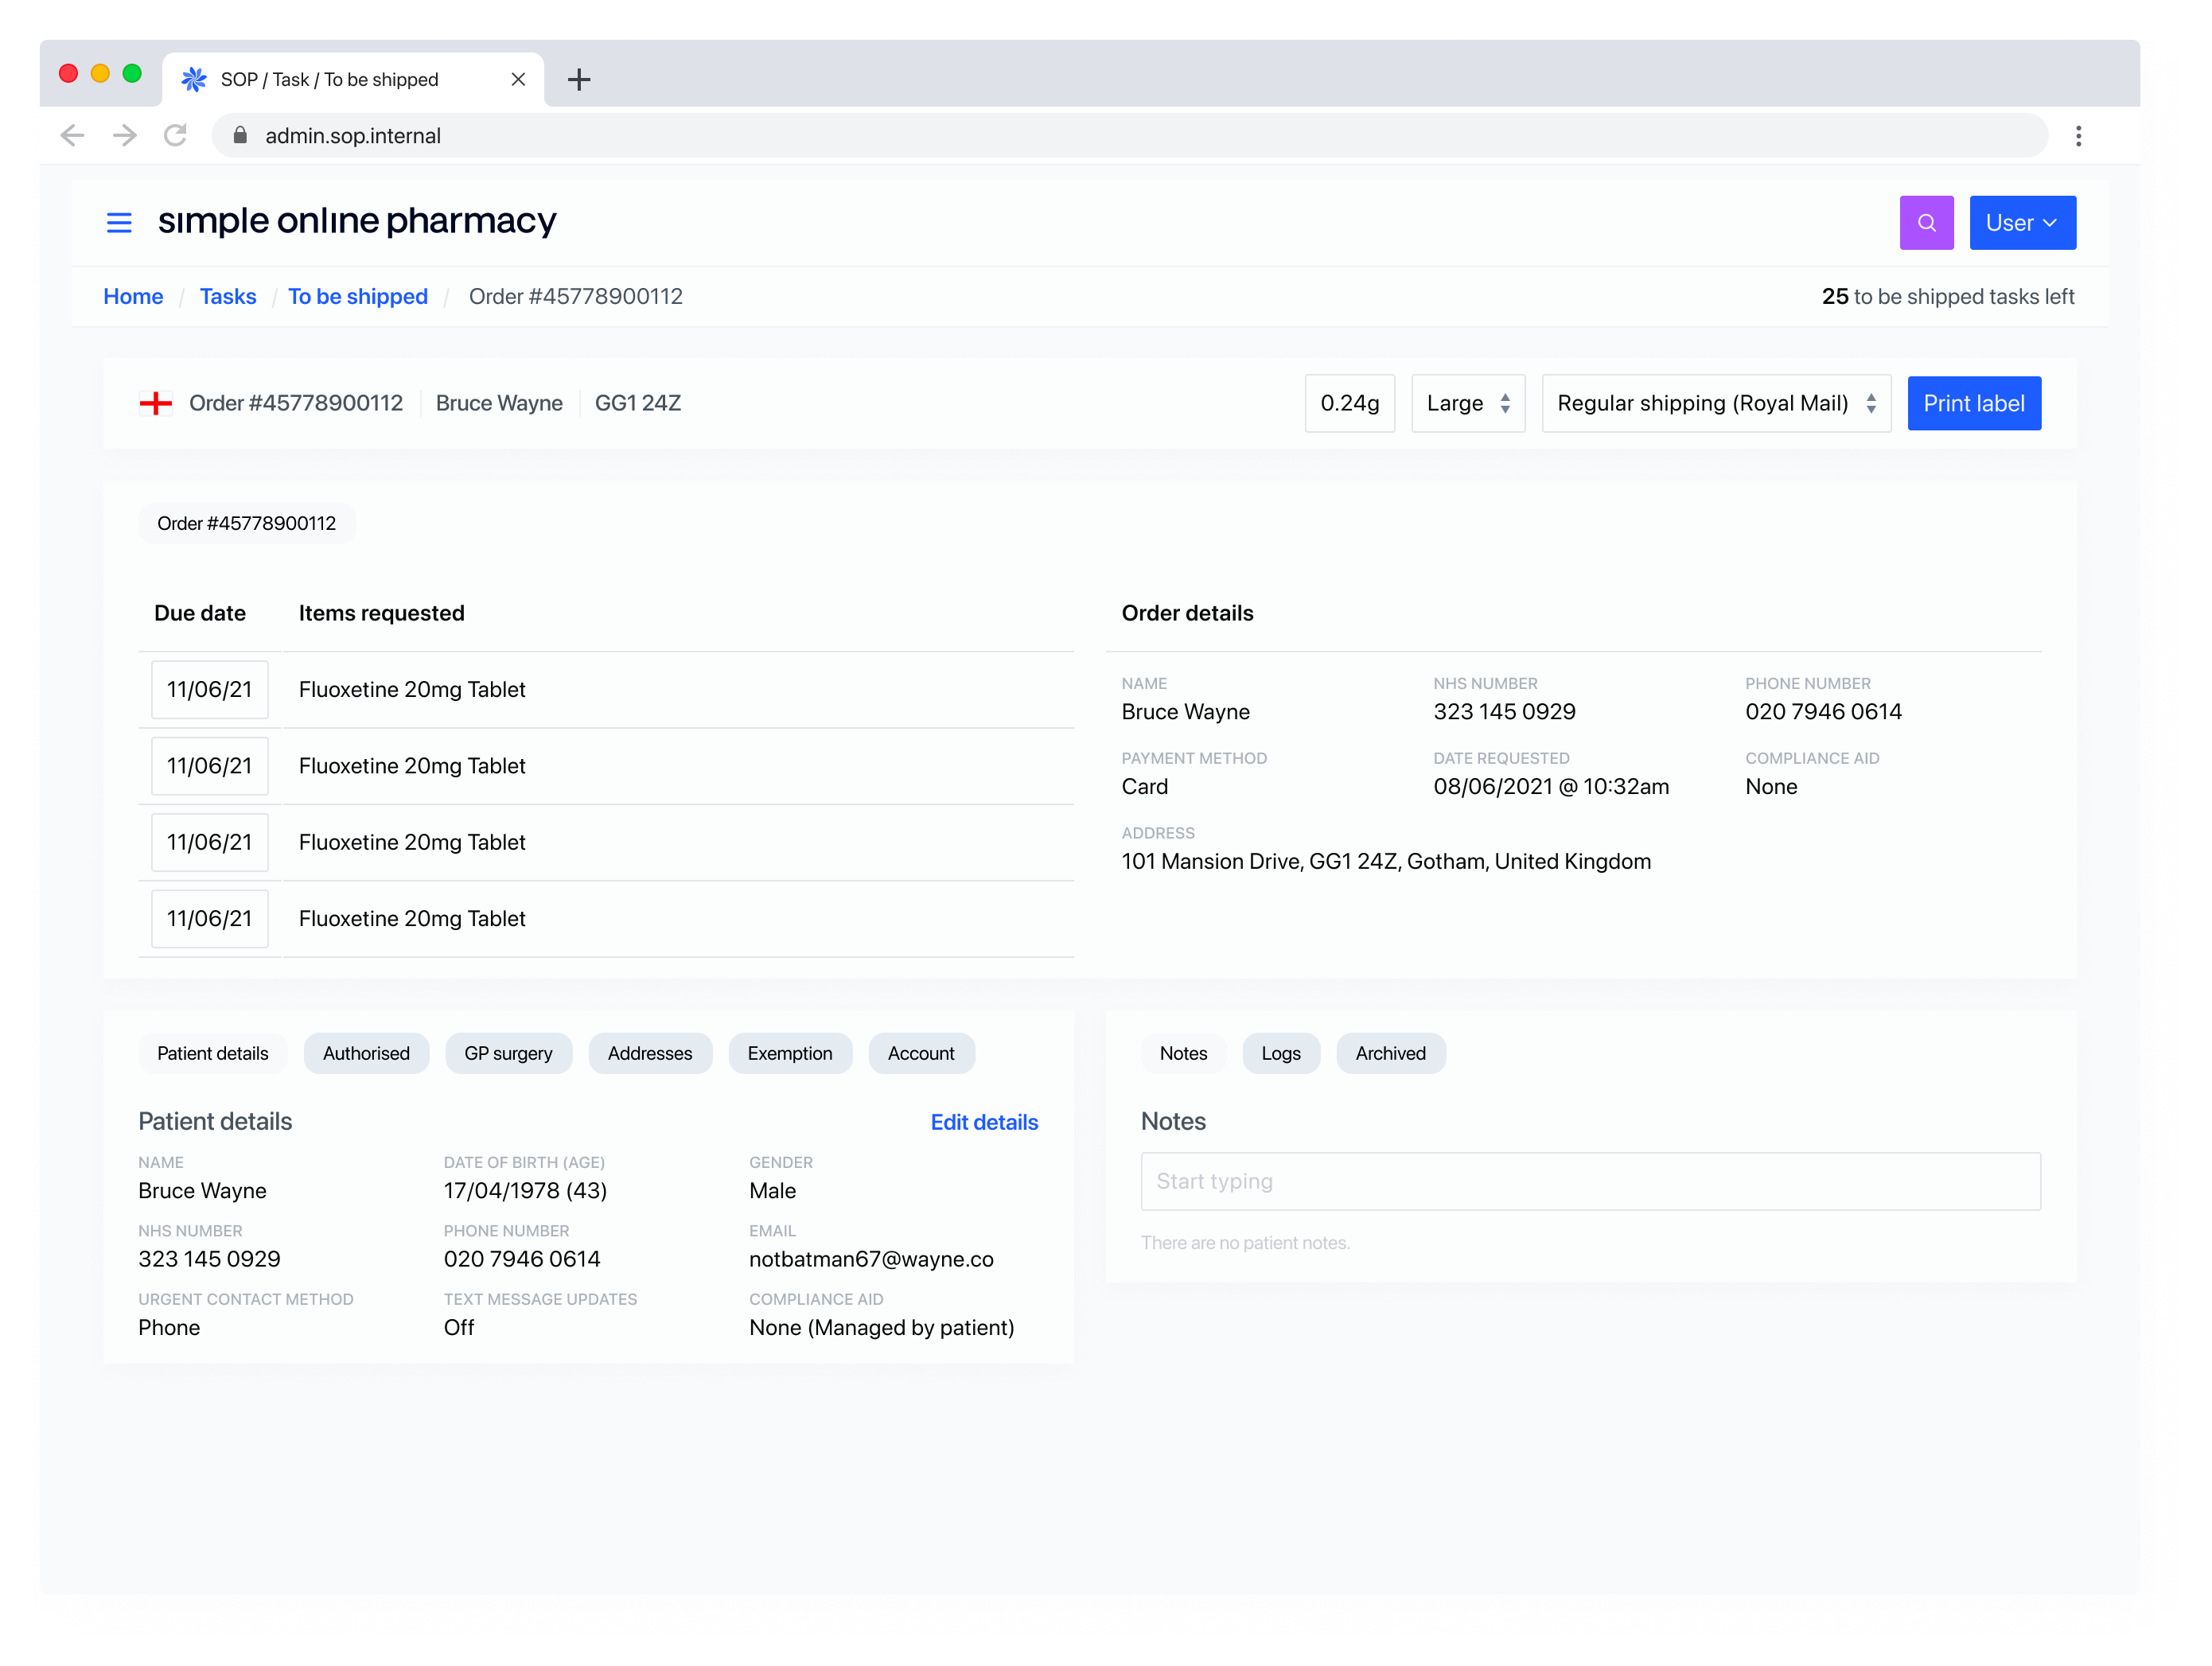 SOP / Task / To be shipped
admin.sop.internal
simple online pharmacy
User
Home / Tasks / To be shipped / Order #45778900112
25 to be shipped tasks left
Order #45778900112 Bruce Wayne GG1 24Z
0.24g Large Regular shipping (Royal Mail) Print label
Order #45778900112
Due date Items requested
11/06/21 Fluoxetine 20mg Tablet
11/06/21 Fluoxetine 20mg Tablet
11/06/21 Fluoxetine 20mg Tablet
11/06/21 Fluoxetine 20mg Tablet
Order details
NAME NHS NUMBER PHONE NUMBER
Bruce Wayne 323 145 0929 020 7946 0614
PAYMENT METHOD DATE REQUESTED COMPLIANCE AID
Card 08/06/2021 @ 10:32am None
ADDRESS
101 Mansion Drive, GG1 24Z, Gotham, United Kingdom
Patient details Authorised GP surgery Addresses Exemption Account
Patient details Edit details
NAME DATE OF BIRTH (AGE) GENDER
Bruce Wayne 17/04/1978 (43) Male
NHS NUMBER PHONE NUMBER EMAIL
323 145 0929 020 7946 0614 notbatman67@wayne.co
URGENT CONTACT METHOD TEXT MESSAGE UPDATES COMPLIANCE AID
Phone Off None (Managed by patient)
Notes Logs Archived
Notes
Start typing
There are no patient notes.